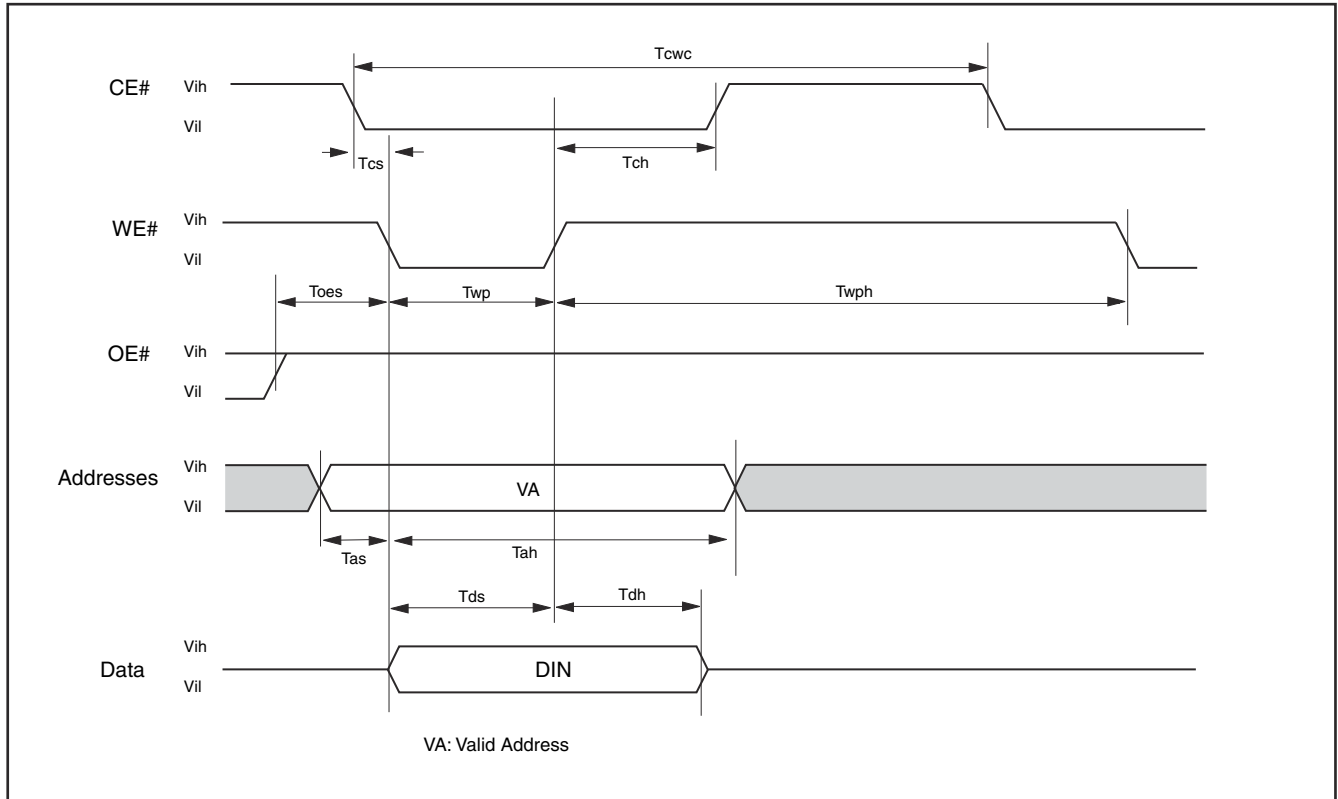 Tcwc
CE# Vih
Vil
Tcs Tch
WE# Vih
Vil
Toes Twp Twph
OE# Vih
Vil
Addresses Vih
VA
Vil
Tas Tah
Tds Tdh
Data Vih
DIN
Vil
VA: Valid Address